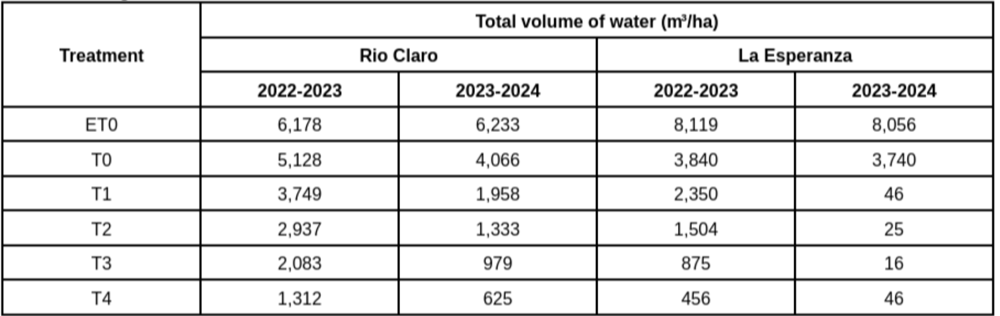 Total volume of water (m³/ha)
Treatment Rio Claro La Esperanza
2022-2023 2023-2024 2022-2023 2023-2024
ET0 6,178 6,233 8,119 8,056
T0 5,128 4,066 3,840 3,740
T1 3,749 1,958 2,350 46
T2 2,937 1,333 1,504 25
T3 2,083 979 875 16
T4 1,312 625 456 46